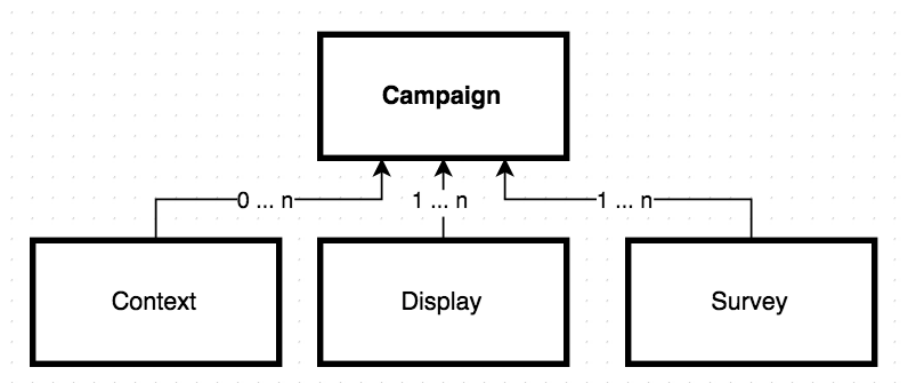 Campaign
0 ... n
1 ... n
1 ... n
Context
Display
Survey